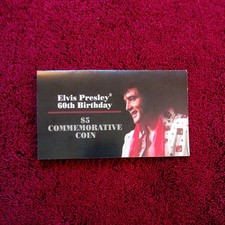 Elvis Presley®
60th Birthday
$5
COMMEMORATIVE
COIN